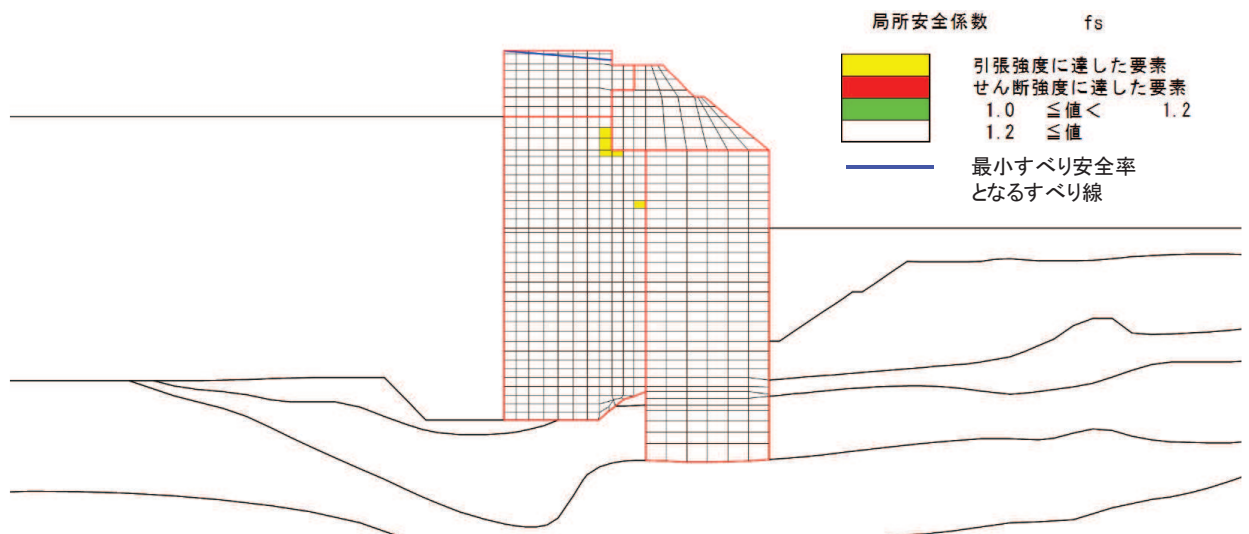 局所安全係数 fs
引張強度に達した要素
せん断強度に達した要素
1.0 ≦値< 1.2
1.2 ≦値
最小すべり安全率
となるすべり線